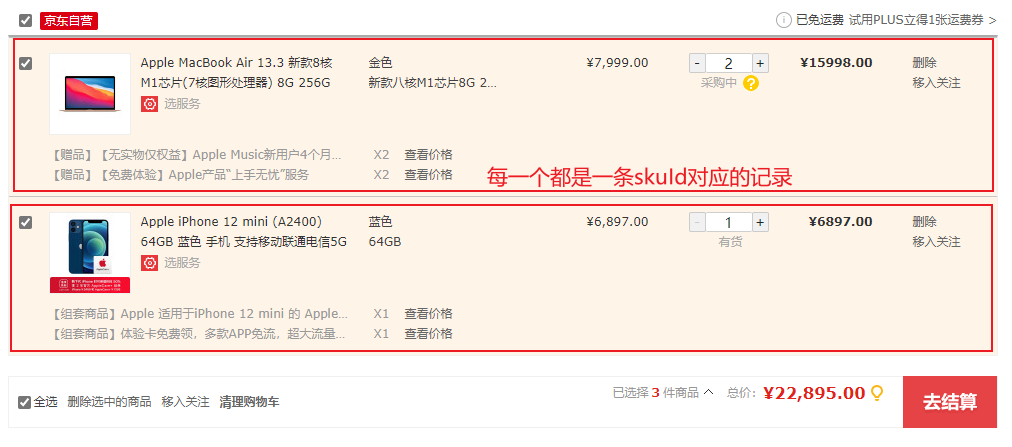 京东自营
已免运费 试用PLUS立得1张运费券 >
Apple MacBook Air 13.3 新款8核 金色 ¥7,999.00 - 2 + ¥15998.00 删除
M1芯片(7核图形处理器) 8G 256G 新款八核M1芯片8G 2... 采购中 ? 移入关注
选服务
【赠品】【无实物仅权益】Apple Music新用户4个月... X2 查看价格
【赠品】【免费体验】Apple产品“上手无忧”服务 X2 查看价格
每一个都是一条skuId对应的记录
Apple iPhone 12 mini (A2400) 蓝色 ¥6,897.00 - 1 + ¥6897.00 删除
64GB 蓝色 手机 支持移动联通电信5G 64GB 有货 移入关注
选服务
【组套商品】Apple 适用于iPhone 12 mini 的 Apple... X1 查看价格
【组套商品】体验卡免费领，多款APP免流，超大流量... X1 查看价格
全选 删除选中的商品 移入关注 清理购物车 已选择 3 件商品 总价： ¥22,895.00 去结算